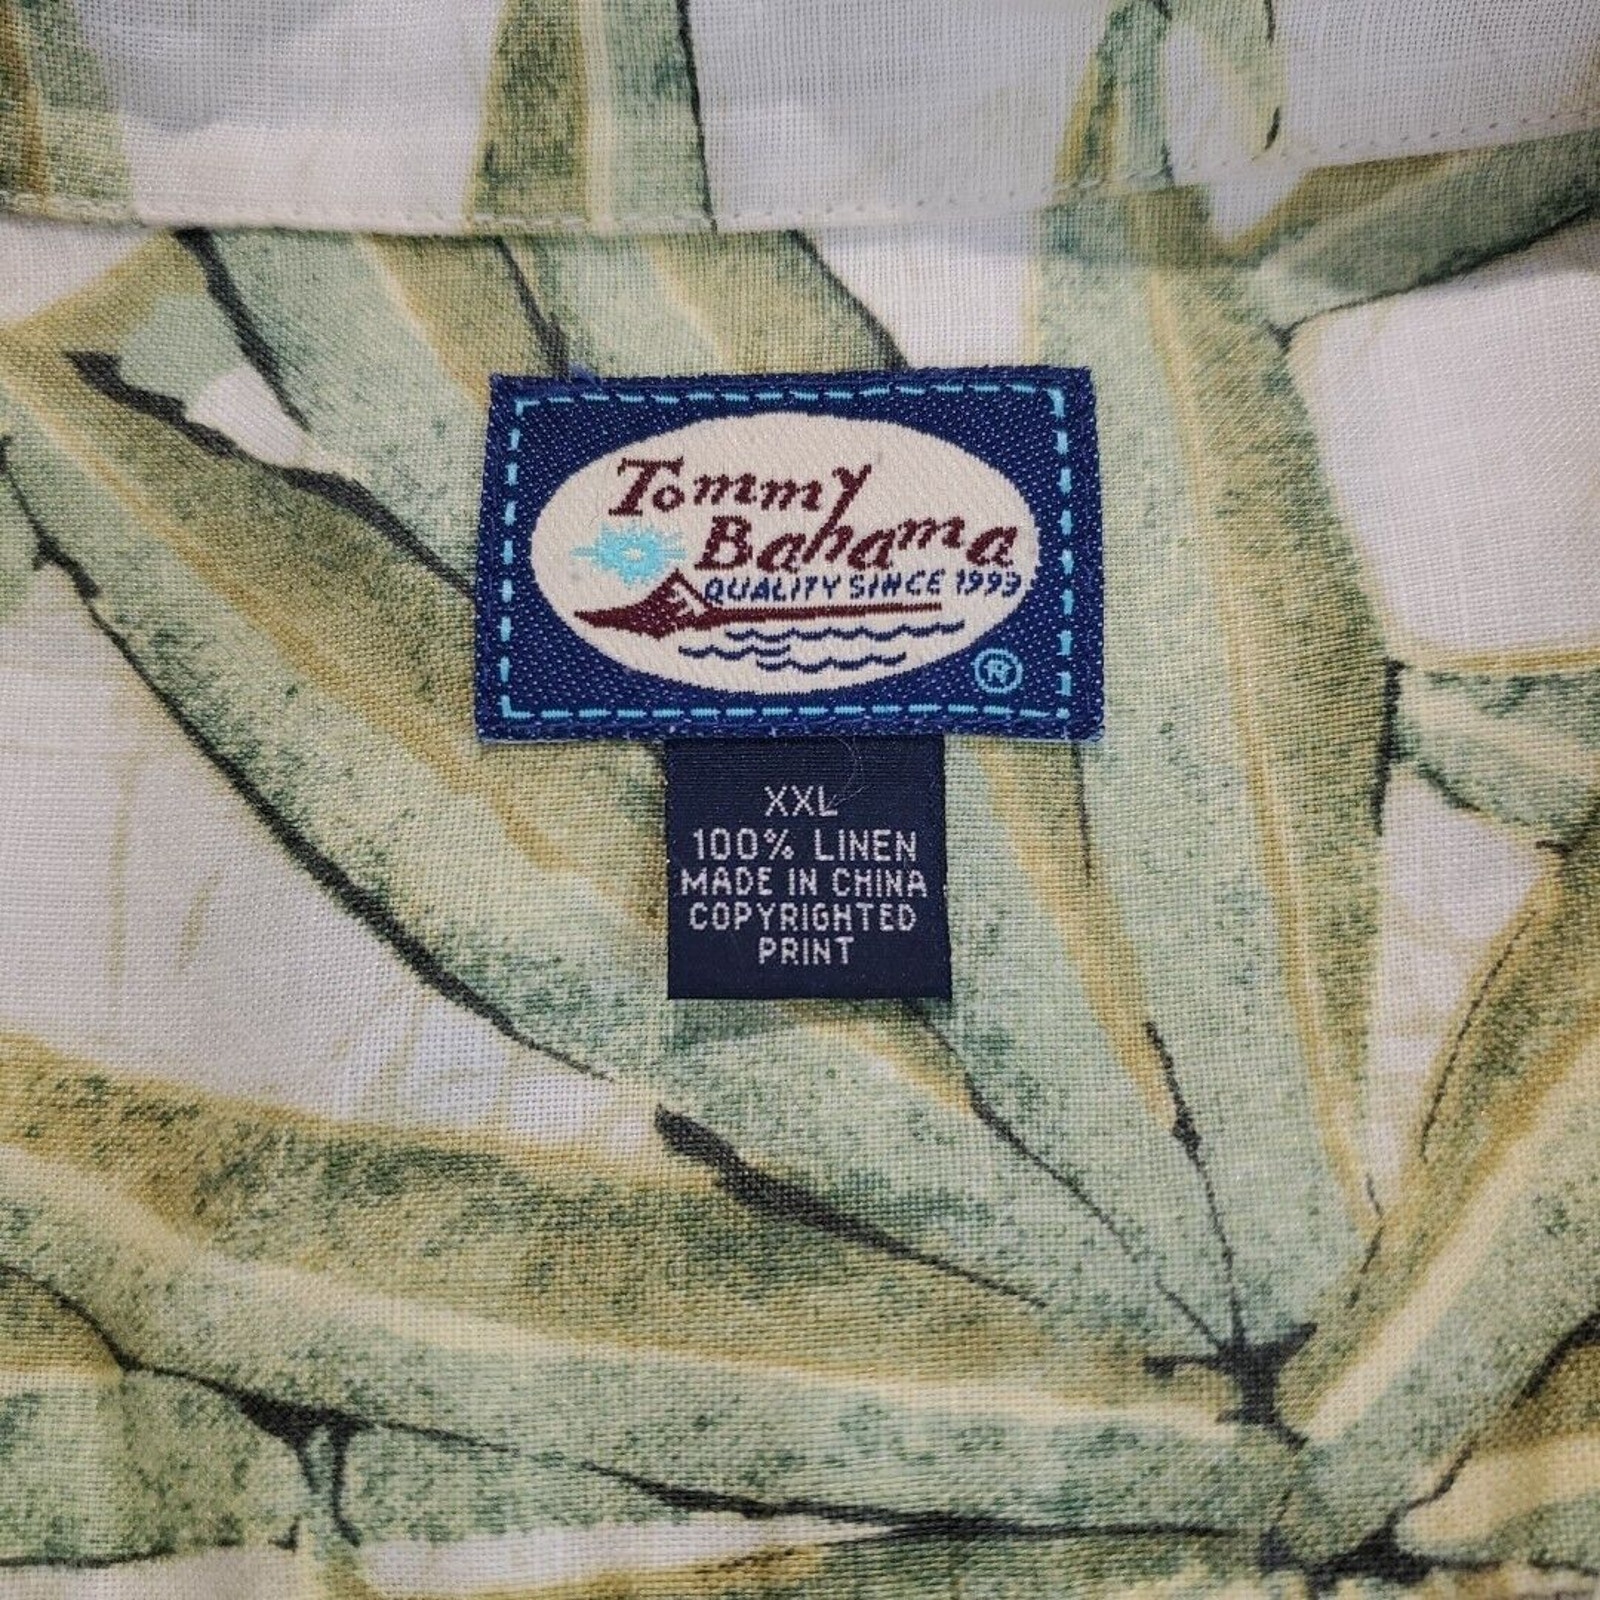 Tommy
Bahama
QUALITY SINCE 1993
®
XXL
100% LINEN
MADE IN CHINA
COPYRIGHTED
PRINT